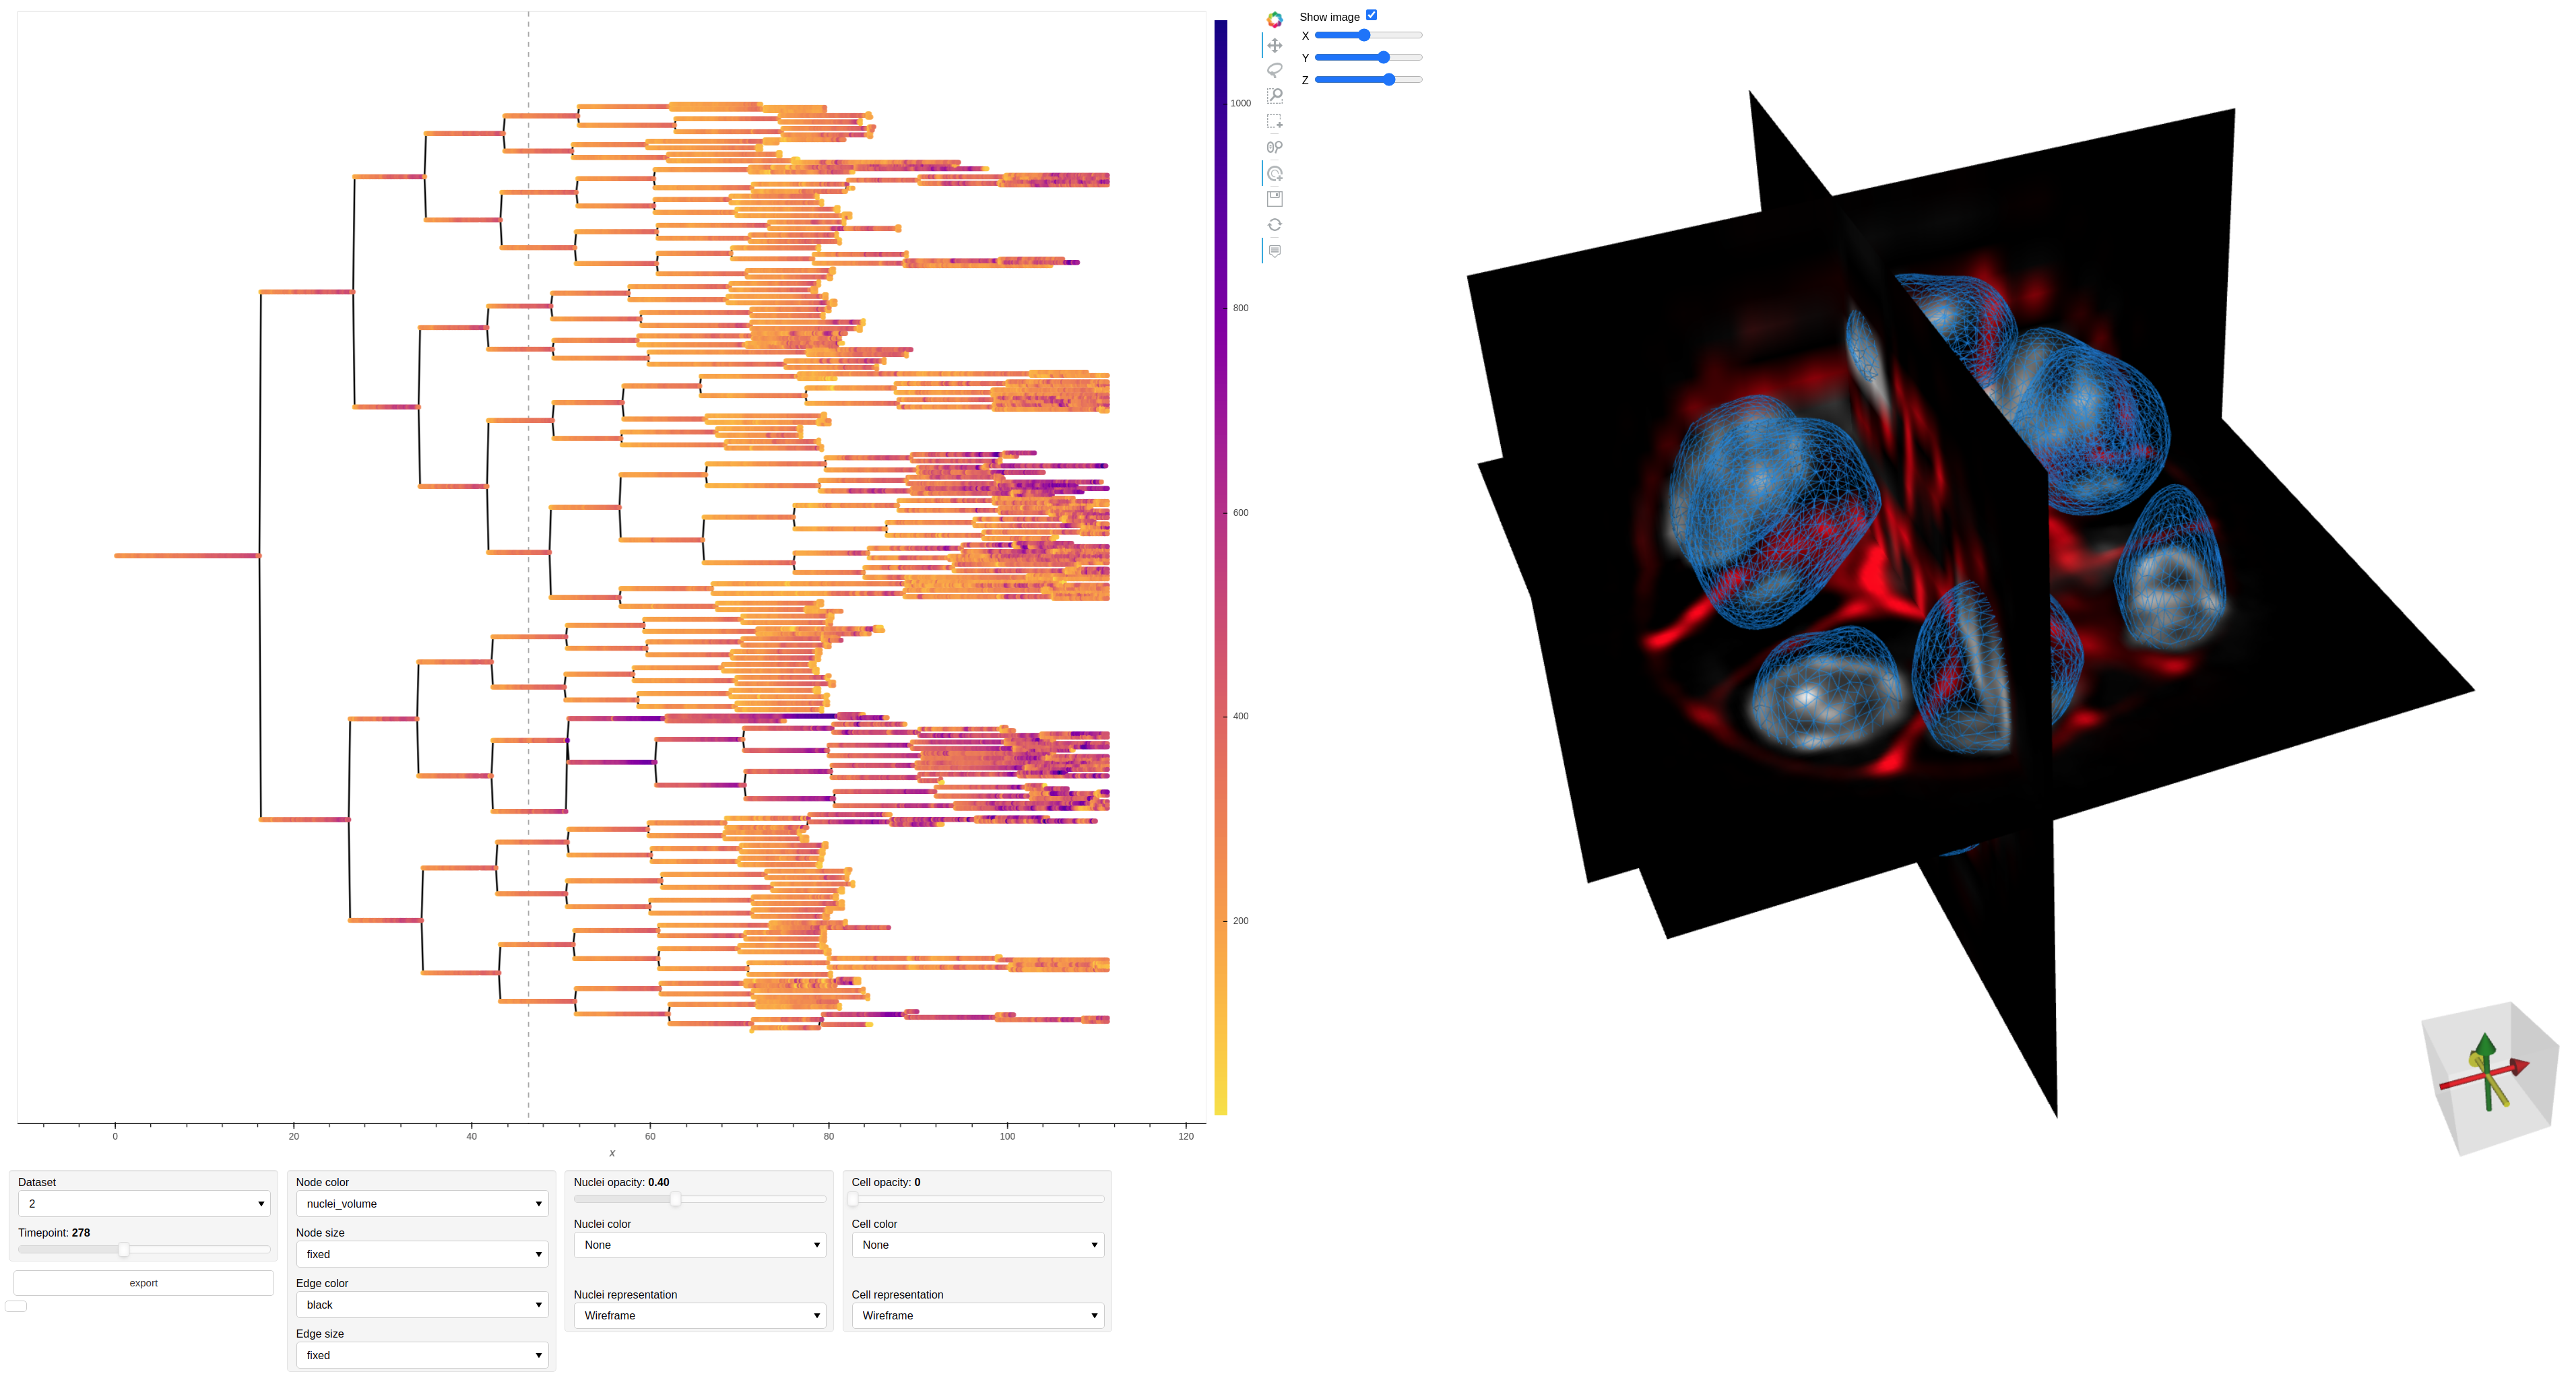 Show image
X
Y
Z
1000
800
600
400
200
0 20 40 60 80 100 120
x
Dataset
2
Timepoint: 278
export
Node color
nuclei_volume
Node size
fixed
Edge color
black
Edge size
fixed
Nuclei opacity: 0.40
Nuclei color
None
Nuclei representation
Wireframe
Cell opacity: 0
Cell color
None
Cell representation
Wireframe